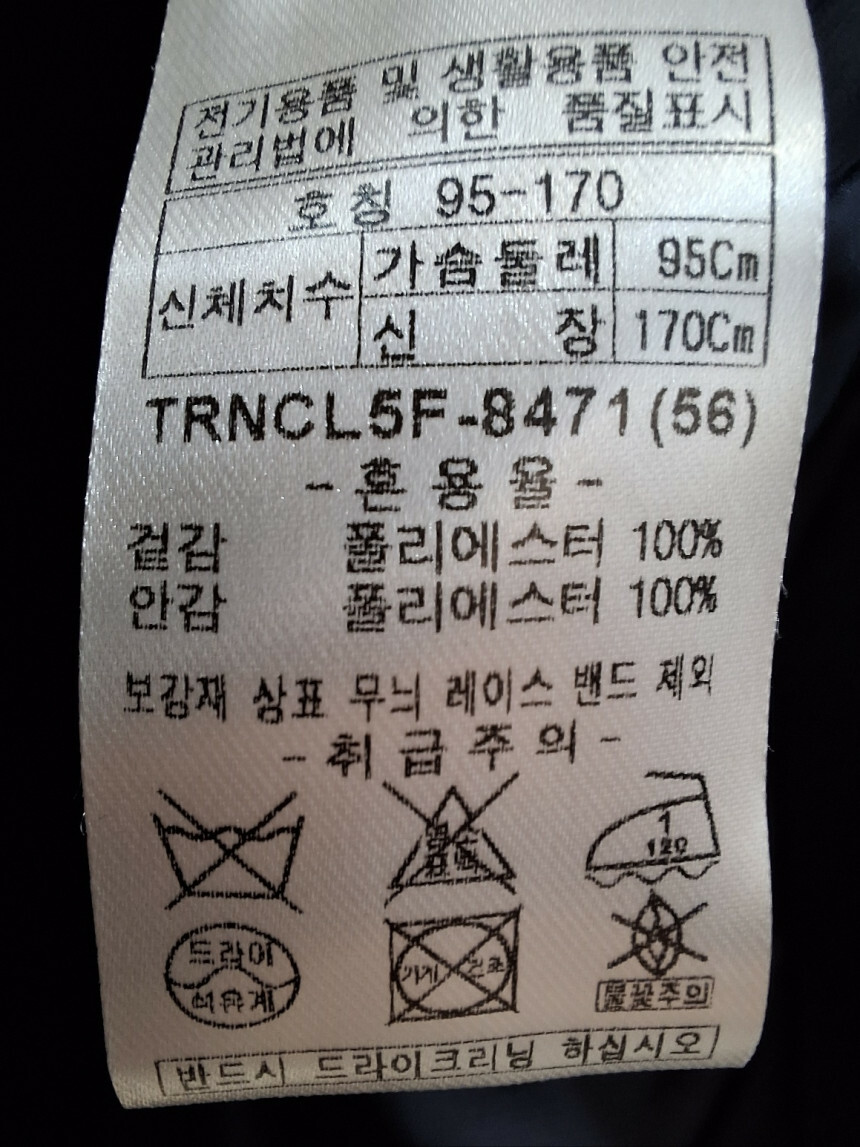 전기용품 및 생활용품 안전
관리법에 의한 품질표시
호칭 95-170
신체치수 가슴둘레 95Cm
신장 170Cm
TRNCL5F-8471(56)
-혼용율-
겉감 폴리에스터 100%
안감 폴리에스터 100%
보강재 상표 무늬 레이스 밴드 제외
-취급주의-
염소표백
1
120
드라이
석유계
기계 건조
불꽃주의
반드시 드라이크리닝 하십시오